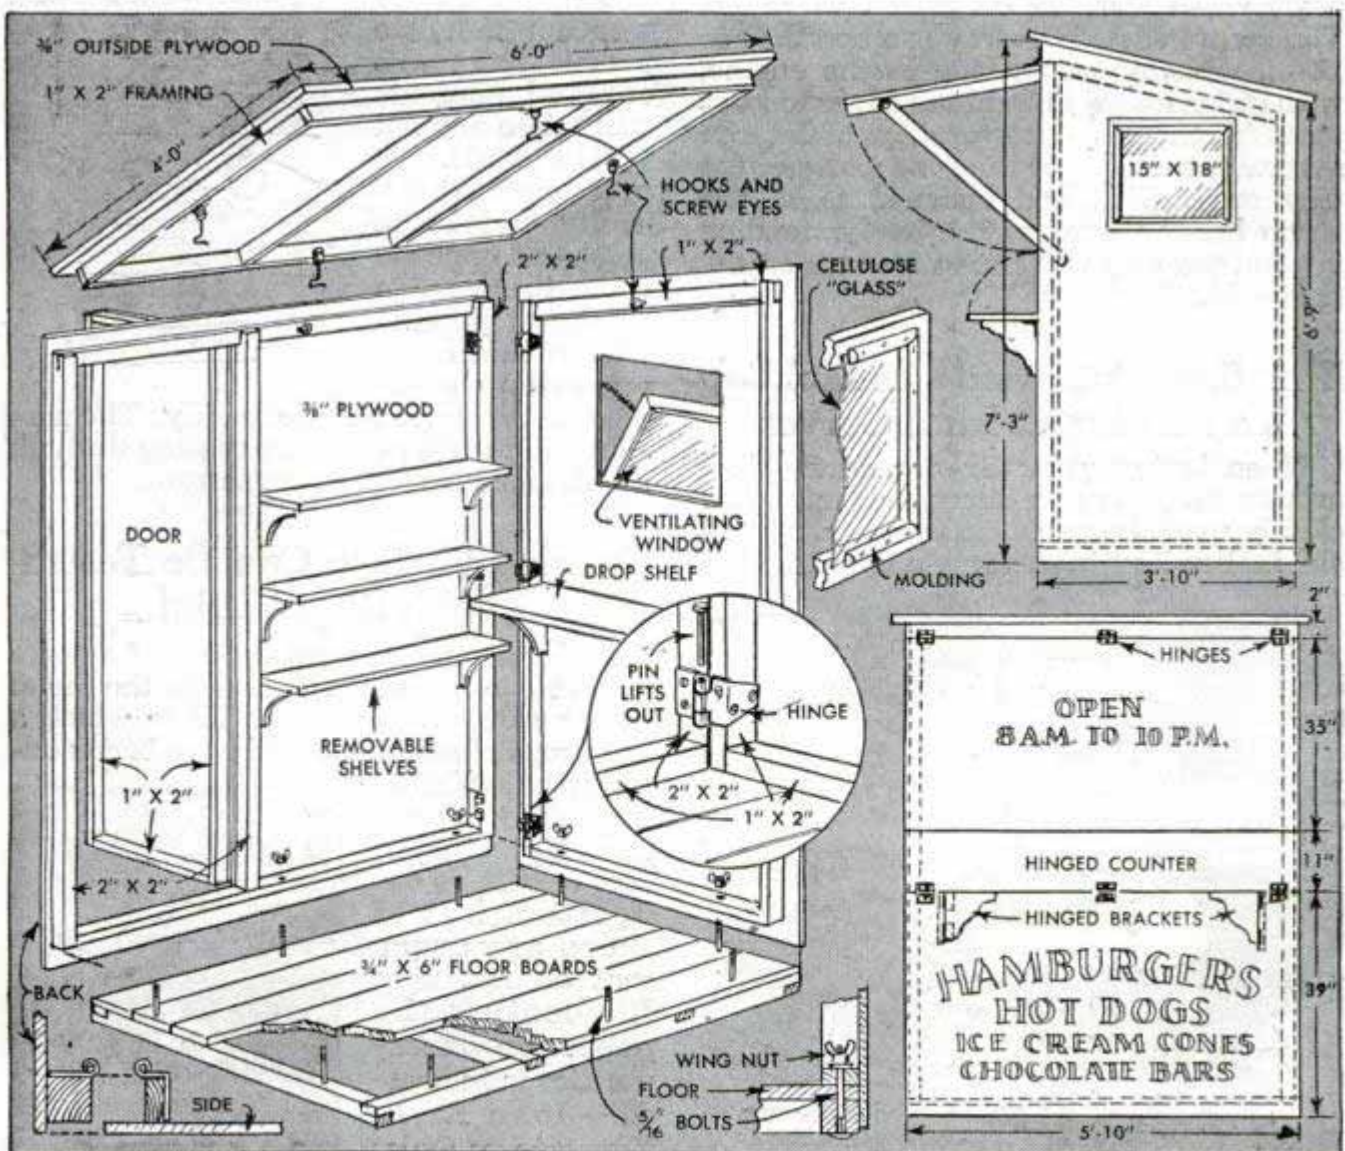 ⅜" OUTSIDE PLYWOOD
6'-0"
1" X 2" FRAMING
4'-0"
HOOKS AND
SCREW EYES
2" X 2"
1" X 2"
CELLULOSE
"GLASS"
15" X 18"
7'-3"
6'-9"
3'-10"
⅜" PLYWOOD
DOOR
VENTILATING
WINDOW
DROP SHELF
MOLDING
PIN
LIFTS
OUT
HINGE
2" X 2"
1" X 2"
REMOVABLE
SHELVES
1" X 2"
2" X 2"
¾" X 6" FLOOR BOARDS
BACK
SIDE
WING NUT
FLOOR
5/16" BOLTS
2"
HINGES
OPEN
8 A.M. TO 10 P.M.
35"
HINGED COUNTER
11"
HINGED BRACKETS
HAMBURGERS
HOT DOGS
ICE CREAM CONES
CHOCOLATE BARS
39"
5'-10"